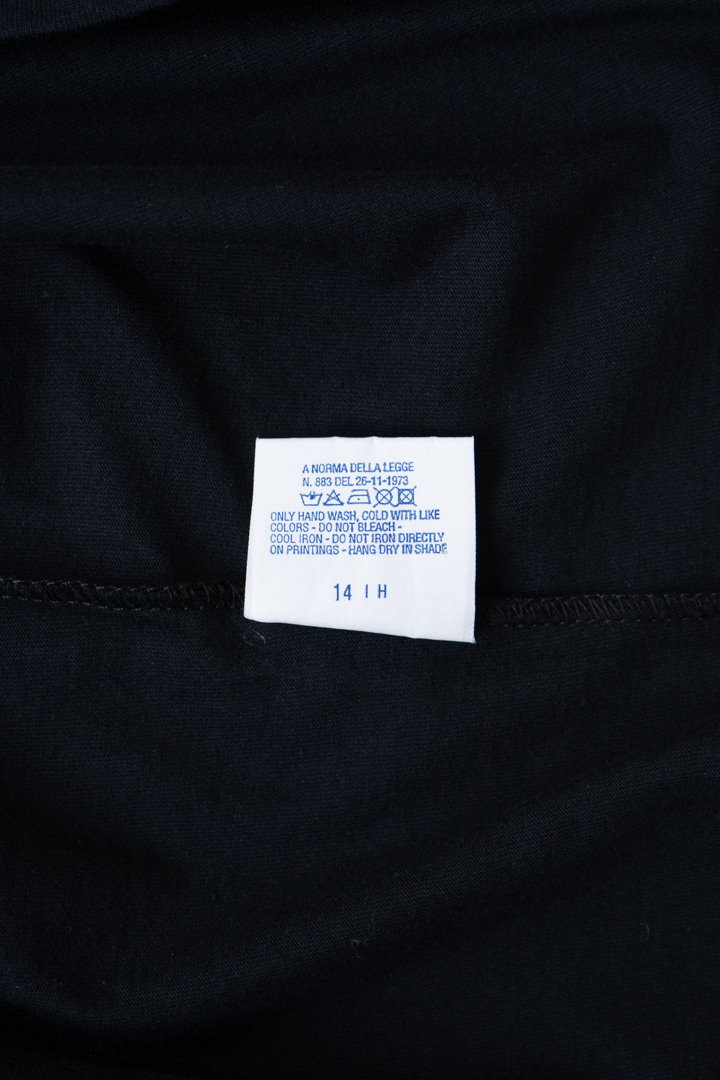 A NORMA DELLA LEGGE
N. 883 DEL 26-11-1973
ONLY HAND WASH, COLD WITH LIKE
COLORS - DO NOT BLEACH -
COOL IRON - DO NOT IRON DIRECTLY
ON PRINTINGS - HANG DRY IN SHADE
14 I H